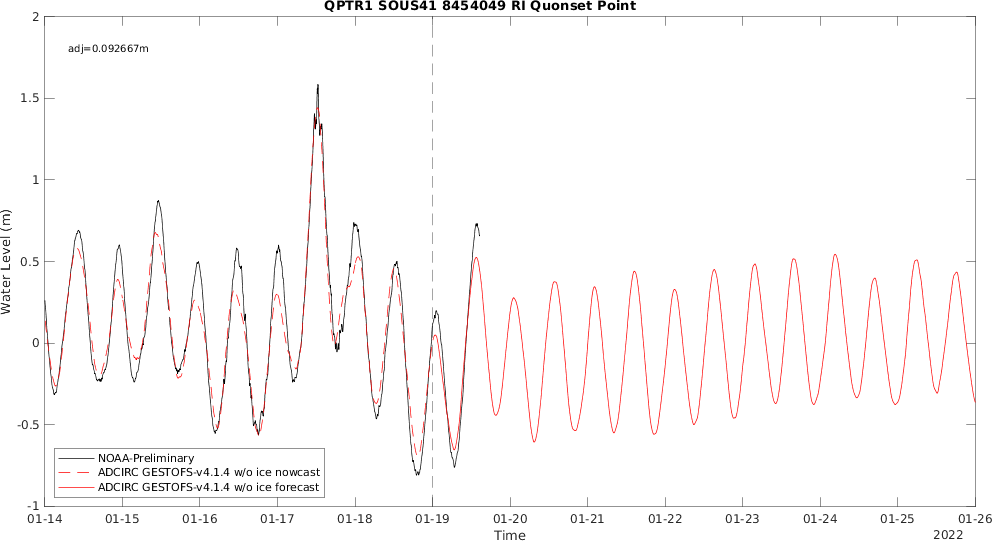 QPTR1 SOUS41 8454049 RI Quonset Point
adj=0.092667m
Water Level (m)
2
1.5
1
0.5
0
-0.5
-1
NOAA-Preliminary
ADCIRC GESTOFS-v4.1.4 w/o ice nowcast
ADCIRC GESTOFS-v4.1.4 w/o ice forecast
01-14 01-15 01-16 01-17 01-18 01-19 01-20 01-21 01-22 01-23 01-24 01-25 01-26
Time
2022